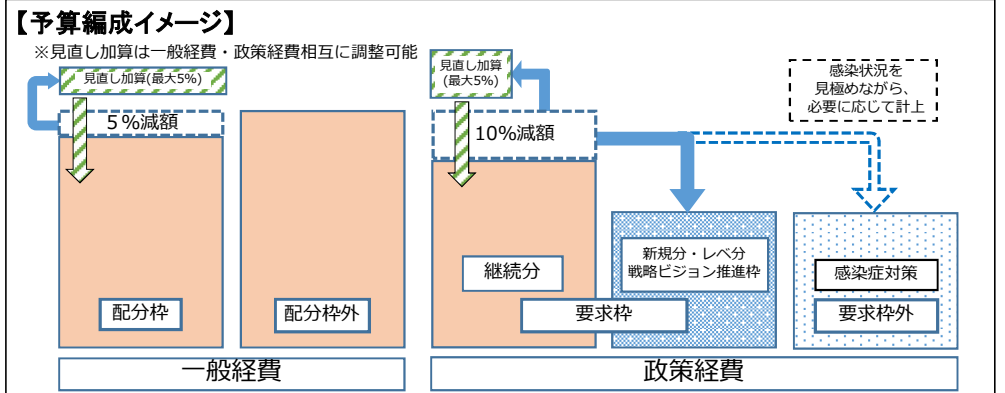 【予算編成イメージ】
※見直し加算は一般経費・政策経費相互に調整可能
見直し加算(最大5%)
５%減額
配分枠
配分枠外
一般経費
見直し加算
(最大5%)
10%減額
継続分
新規分・レベ分
戦略ビジョン推進枠
要求枠
感染状況を
見極めながら、
必要に応じて計上
感染症対策
要求枠外
政策経費